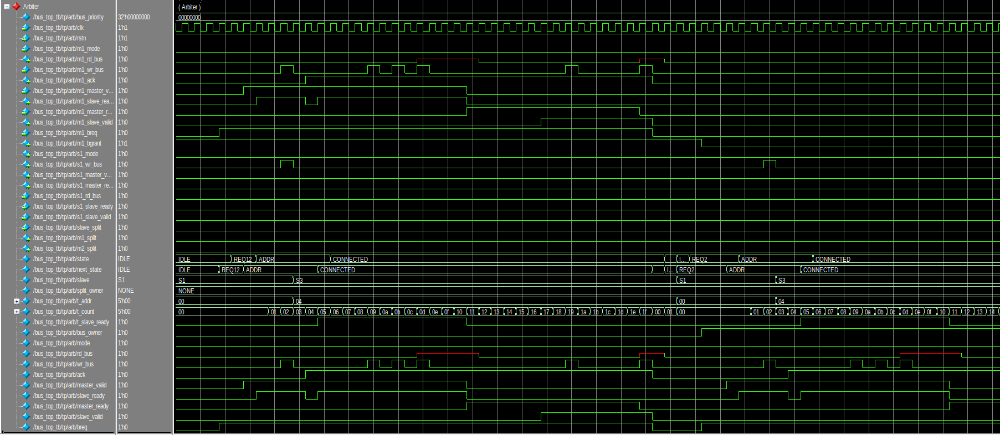 Arbiter
( Arbiter )
/bus_top_tb/tp/arb/bus_priority 32'h00000000 00000000
/bus_top_tb/tp/arb/clk 1'h1
/bus_top_tb/tp/arb/rstn 1'h1
/bus_top_tb/tp/arb/m1_mode 1'h0
/bus_top_tb/tp/arb/m1_rd_bus 1'h0
/bus_top_tb/tp/arb/m1_wr_bus 1'h0
/bus_top_tb/tp/arb/m1_ack 1'h0
/bus_top_tb/tp/arb/m1_master_v... 1'h0
/bus_top_tb/tp/arb/m1_slave_rea... 1'h0
/bus_top_tb/tp/arb/m1_master_r... 1'h0
/bus_top_tb/tp/arb/m1_slave_valid 1'h0
/bus_top_tb/tp/arb/m1_breq 1'h0
/bus_top_tb/tp/arb/m1_bgrant 1'h1
/bus_top_tb/tp/arb/s1_mode 1'h0
/bus_top_tb/tp/arb/s1_wr_bus 1'h0
/bus_top_tb/tp/arb/s1_master_v... 1'h0
/bus_top_tb/tp/arb/s1_master_re... 1'h0
/bus_top_tb/tp/arb/s1_rd_bus 1'h0
/bus_top_tb/tp/arb/s1_slave_ready 1'h0
/bus_top_tb/tp/arb/s1_slave_valid 1'h0
/bus_top_tb/tp/arb/slave_split 1'h0
/bus_top_tb/tp/arb/m1_split 1'h0
/bus_top_tb/tp/arb/m2_split 1'h0
/bus_top_tb/tp/arb/state IDLE IDLE REQ12 ADDR CONNECTED I... REQ2 ADDR CONNECTED
/bus_top_tb/tp/arb/next_state IDLE IDLE REQ12 ADDR CONNECTED I... REQ2 ADDR CONNECTED
/bus_top_tb/tp/arb/slave S1 S1 S3 S1 S3
/bus_top_tb/tp/arb/split_owner NONE NONE
/bus_top_tb/tp/arb/t_addr 5'h00 00 04 00 04
/bus_top_tb/tp/arb/t_count 5'h00 00 01 02 03 04 05 06 07 08 09 0a 0b 0c 0d 0e 0f 10 11 12 13 14 15 16 17 18 19 1a 1b 1c 1d 1e 1f 00 01 00 01 02 03 04 05 06 07 08 09 0a 0b 0c 0d 0e 0f 10 11 12 13 14
/bus_top_tb/tp/arb/t_slave_ready 1'h0
/bus_top_tb/tp/arb/bus_owner 1'h0
/bus_top_tb/tp/arb/mode 1'h0
/bus_top_tb/tp/arb/rd_bus 1'h0
/bus_top_tb/tp/arb/wr_bus 1'h0
/bus_top_tb/tp/arb/ack 1'h0
/bus_top_tb/tp/arb/master_valid 1'h0
/bus_top_tb/tp/arb/slave_ready 1'h0
/bus_top_tb/tp/arb/master_ready 1'h0
/bus_top_tb/tp/arb/slave_valid 1'h0
/bus_top_tb/tp/arb/breq 1'h0